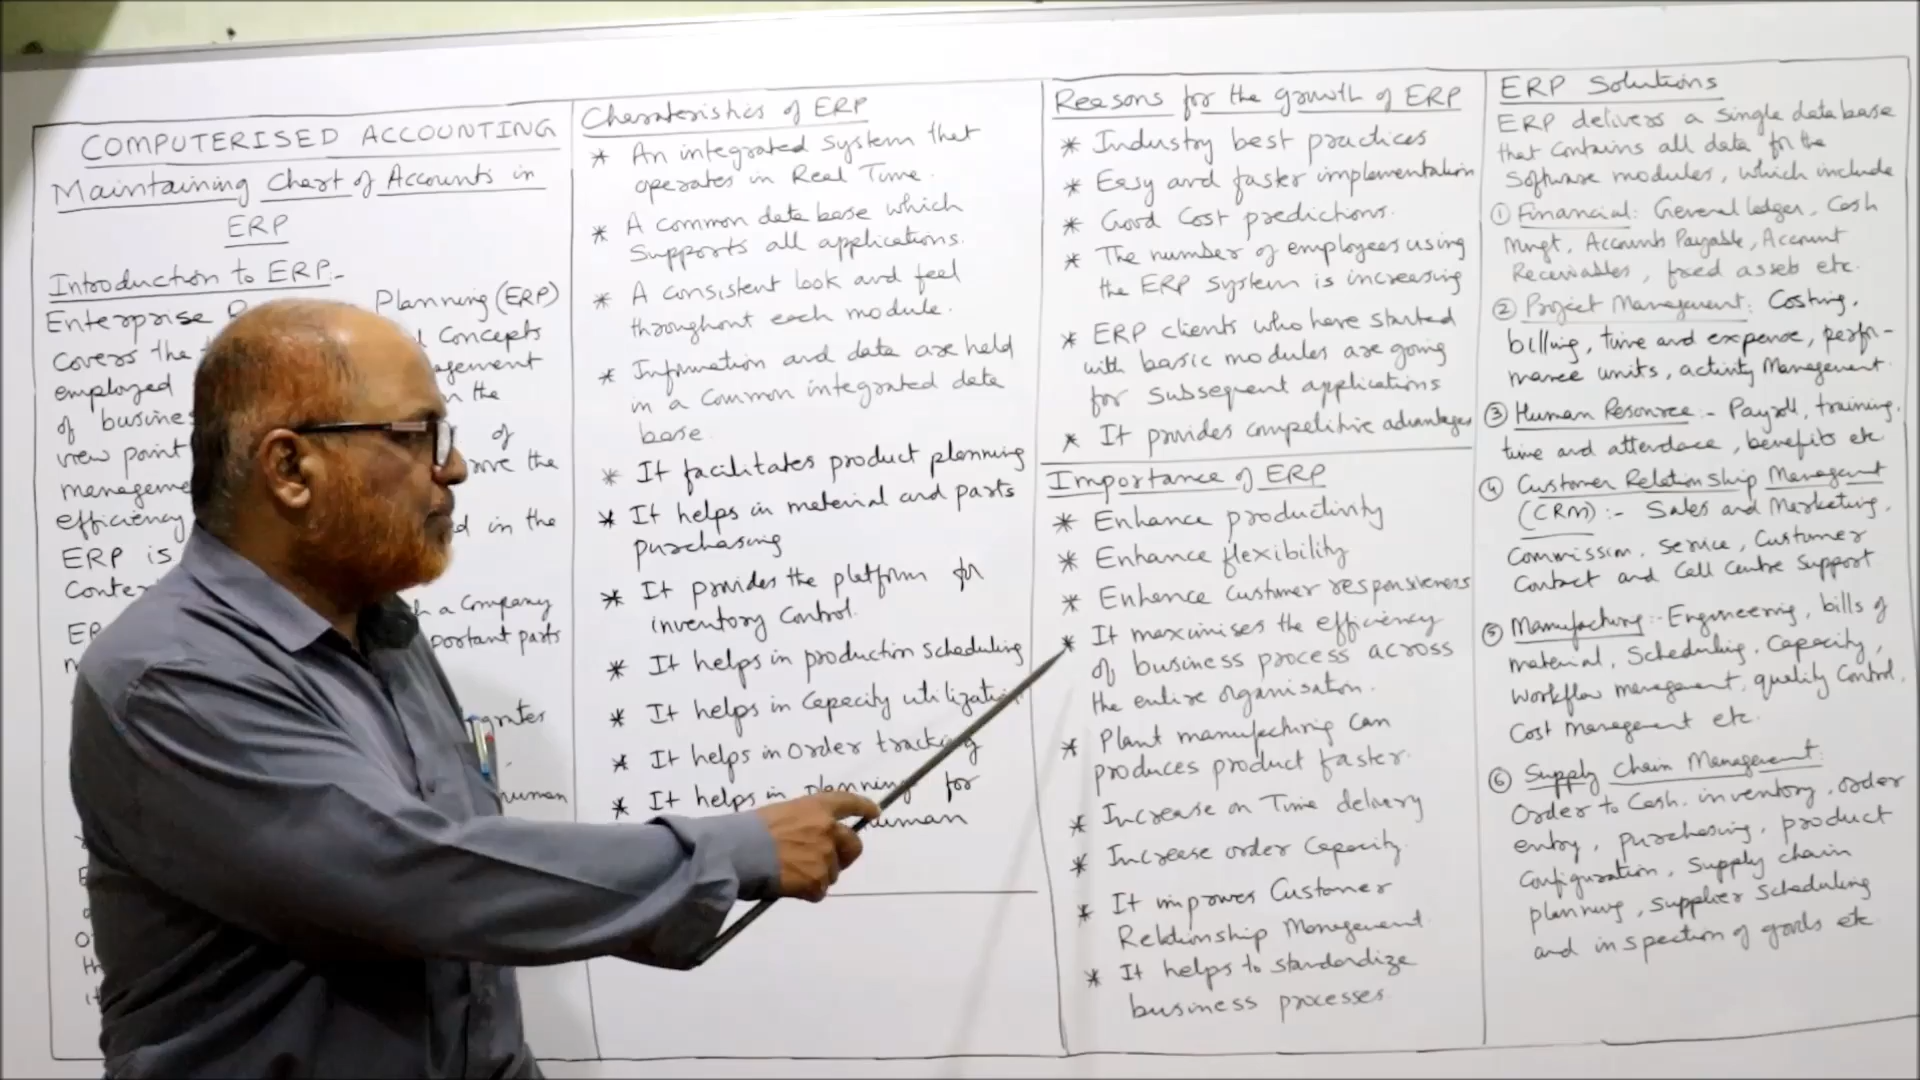 COMPUTERISED ACCOUNTING
Maintaining Chart of Accounts in
ERP
Introduction to ERP:-
Enterprise Planning (ERP)
Covers the Concepts
employed
of busines the
view point of
manageme the
efficiency in the
ERP is
h a Company
portant parts
grates
human
Charateristics of ERP
* An integrated System that
operates in Real Time.
* A common data base which
Supports all applications.
* A consistent look and feel
throughout each module.
* Information and data are held
in a Common integrated data
base.
* It facilitates product planning
* It helps in material and parts
purchasing
* It provides the platform for
inventory Control.
* It helps in production scheduling
* It helps in Capacity utilization
* It helps in order tracking
* It helps in planning for
human
Reasons for the growth of ERP
* Industry best practices
* Easy and faster implementation
* Good Cost predictions.
* The number of employees using
the ERP System is increasing
* ERP clients who have started
with basic modules are going
for subsequent applications
* It provides competitive advantages
Importance of ERP
* Enhance productivity
* Enhance flexibility
* Enhance customer responsiveness
* It maximises the efficiency
of business process across
the entire organisation.
* Plant manufacturing can
produces product faster.
* Increase on Time delivery
* Increase order Capacity.
* It improves Customer
Relationship Management
* It helps to standardize
business processes
ERP Solutions
ERP delivers a single database
that contains all data for the
Software modules, which include
① Financial: General ledger, Cash
Mngt, Accounts Payable, Account
Receivables, fixed assets etc.
② Project Management: Costing,
billing, time and expense, perfor-
mance units, activity Management.
③ Human Resource:- Payroll, training,
time and attendace, benefits etc
④ Customer Relationship Managemnt
(CRM):- Sales and Marketing,
Commission, Service, Customer
Contact and Call Centre Support
⑤ Manufacturing:- Engineering, bills of
material, Scheduling, Capacity,
Workflow management, quality Control,
Cost Management etc.
⑥ Supply Chain Management:
Order to Cash, inventory, order
entry, purchasing, product
Configuration, Supply chain
planning, supplier scheduling
and inspection of goods etc